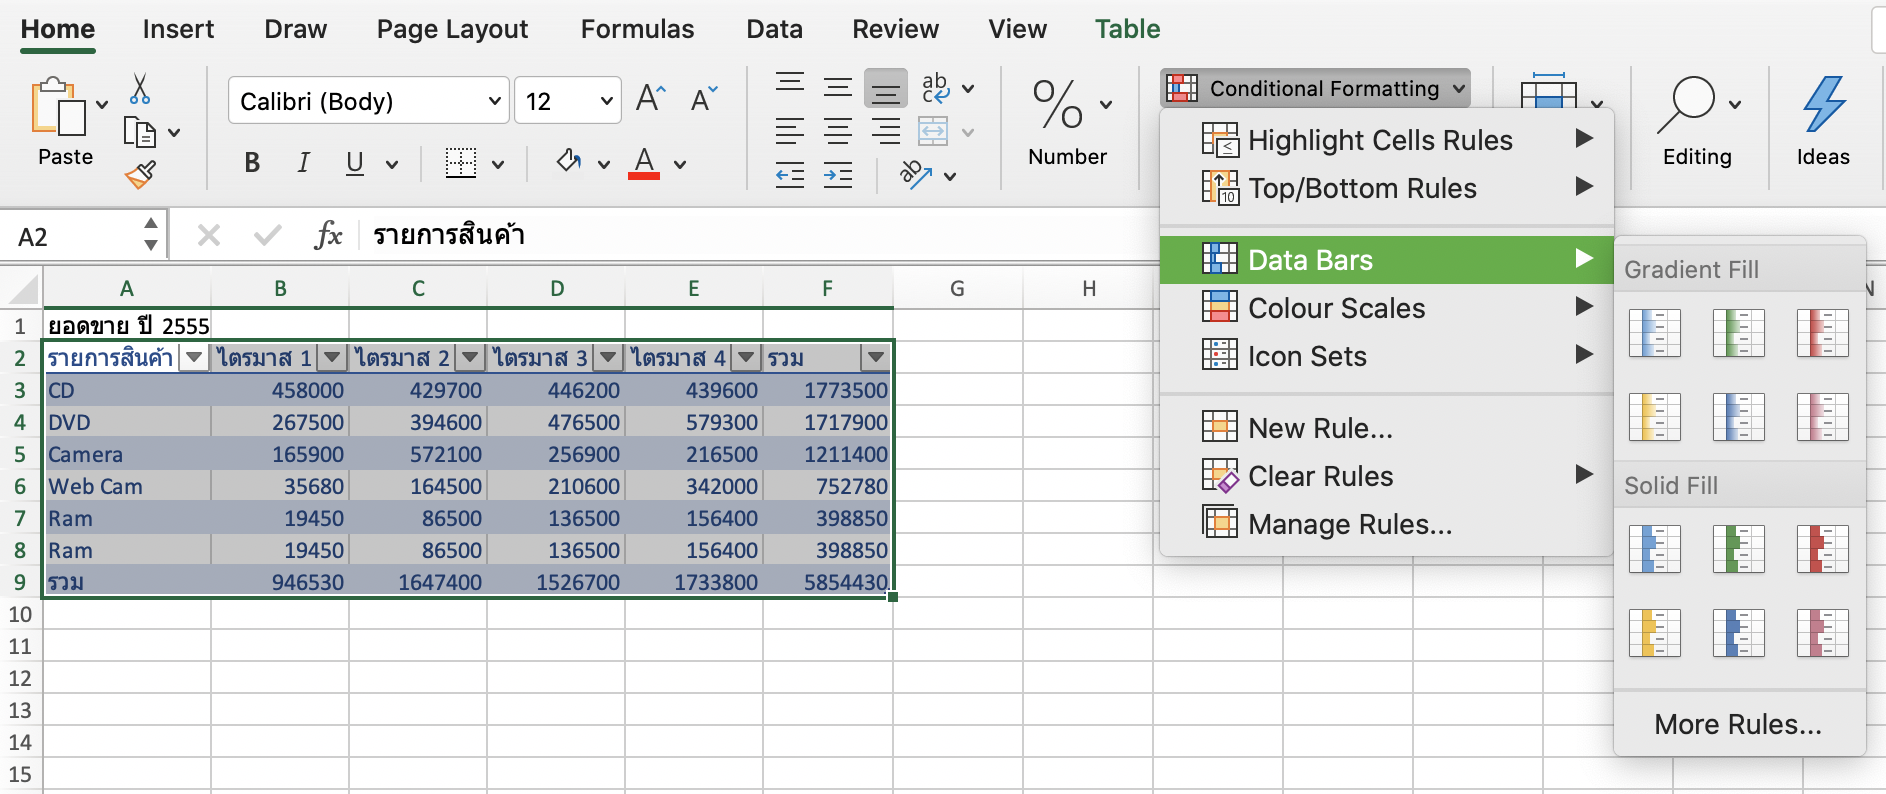 Home Insert Draw Page Layout Formulas Data Review View Table
Paste
Calibri (Body) 12
B I U A
Number
Conditional Formatting
Editing
Ideas
Highlight Cells Rules
Top/Bottom Rules
Data Bars
Colour Scales
Icon Sets
New Rule...
Clear Rules
Manage Rules...
Gradient Fill
Solid Fill
More Rules...
A2 fx รายการสินค้า
A B C D E F G H N
1 ยอดขาย ปี 2555
2 รายการสินค้า ไตรมาส 1 ไตรมาส 2 ไตรมาส 3 ไตรมาส 4 รวม
3 CD 458000 429700 446200 439600 1773500
4 DVD 267500 394600 476500 579300 1717900
5 Camera 165900 572100 256900 216500 1211400
6 Web Cam 35680 164500 210600 342000 752780
7 Ram 19450 86500 136500 156400 398850
8 Ram 19450 86500 136500 156400 398850
9 รวม 946530 1647400 1526700 1733800 5854430
10
11
12
13
14
15